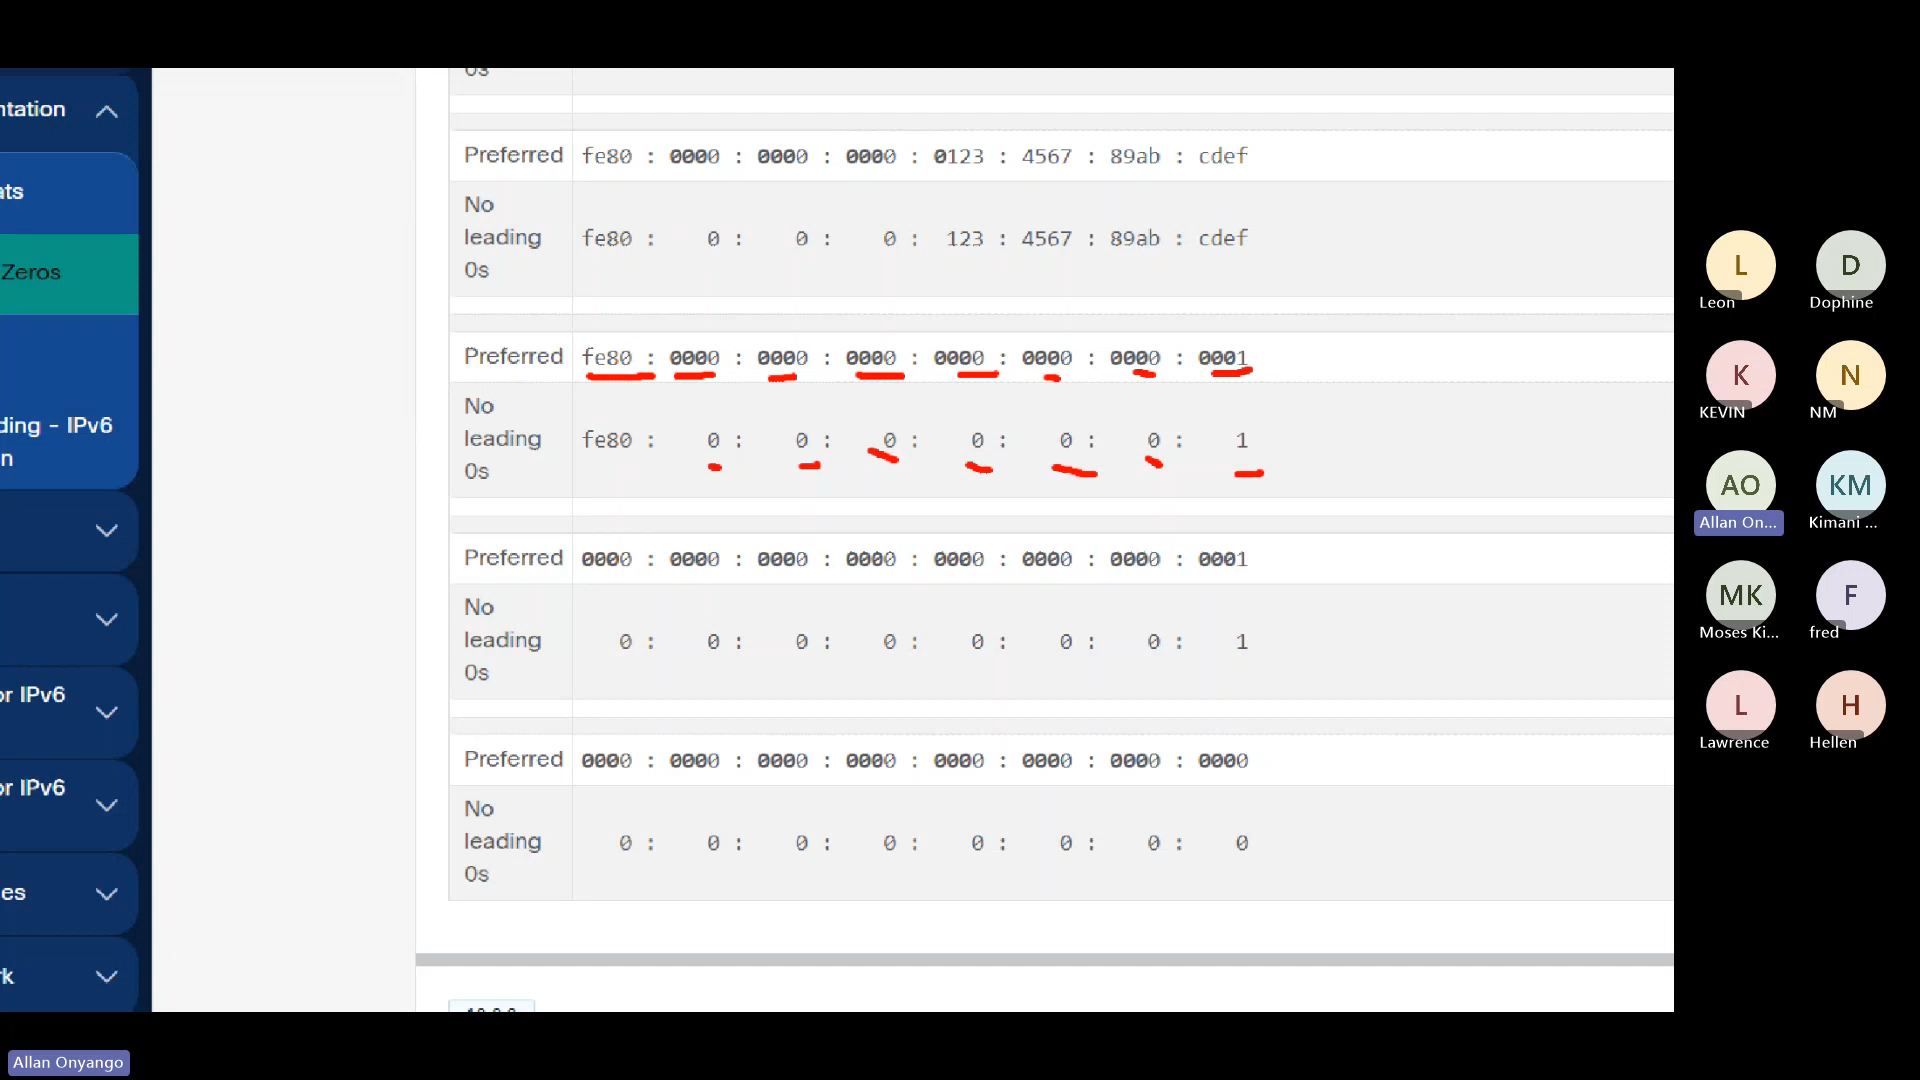 0s
ntation
Preferred fe80 : 0000 : 0000 : 0000 : 0123 : 4567 : 89ab : cdef
ats
No leading 0s fe80 : 0 : 0 : 0 : 123 : 4567 : 89ab : cdef
Zeros
Preferred fe80 : 0000 : 0000 : 0000 : 0000 : 0000 : 0000 : 0001
ding - IPv6
n
No leading 0s fe80 : 0 : 0 : 0 : 0 : 0 : 0 : 1
Preferred 0000 : 0000 : 0000 : 0000 : 0000 : 0000 : 0000 : 0001
No leading 0s 0 : 0 : 0 : 0 : 0 : 0 : 0 : 1
or IPv6
Preferred 0000 : 0000 : 0000 : 0000 : 0000 : 0000 : 0000 : 0000
or IPv6
No leading 0s 0 : 0 : 0 : 0 : 0 : 0 : 0 : 0
es
rk
L D
Leon Dophine
K N
KEVIN NM
AO KM
Allan On... Kimani ...
MK F
Moses Ki... fred
L H
Lawrence Hellen
Allan Onyango